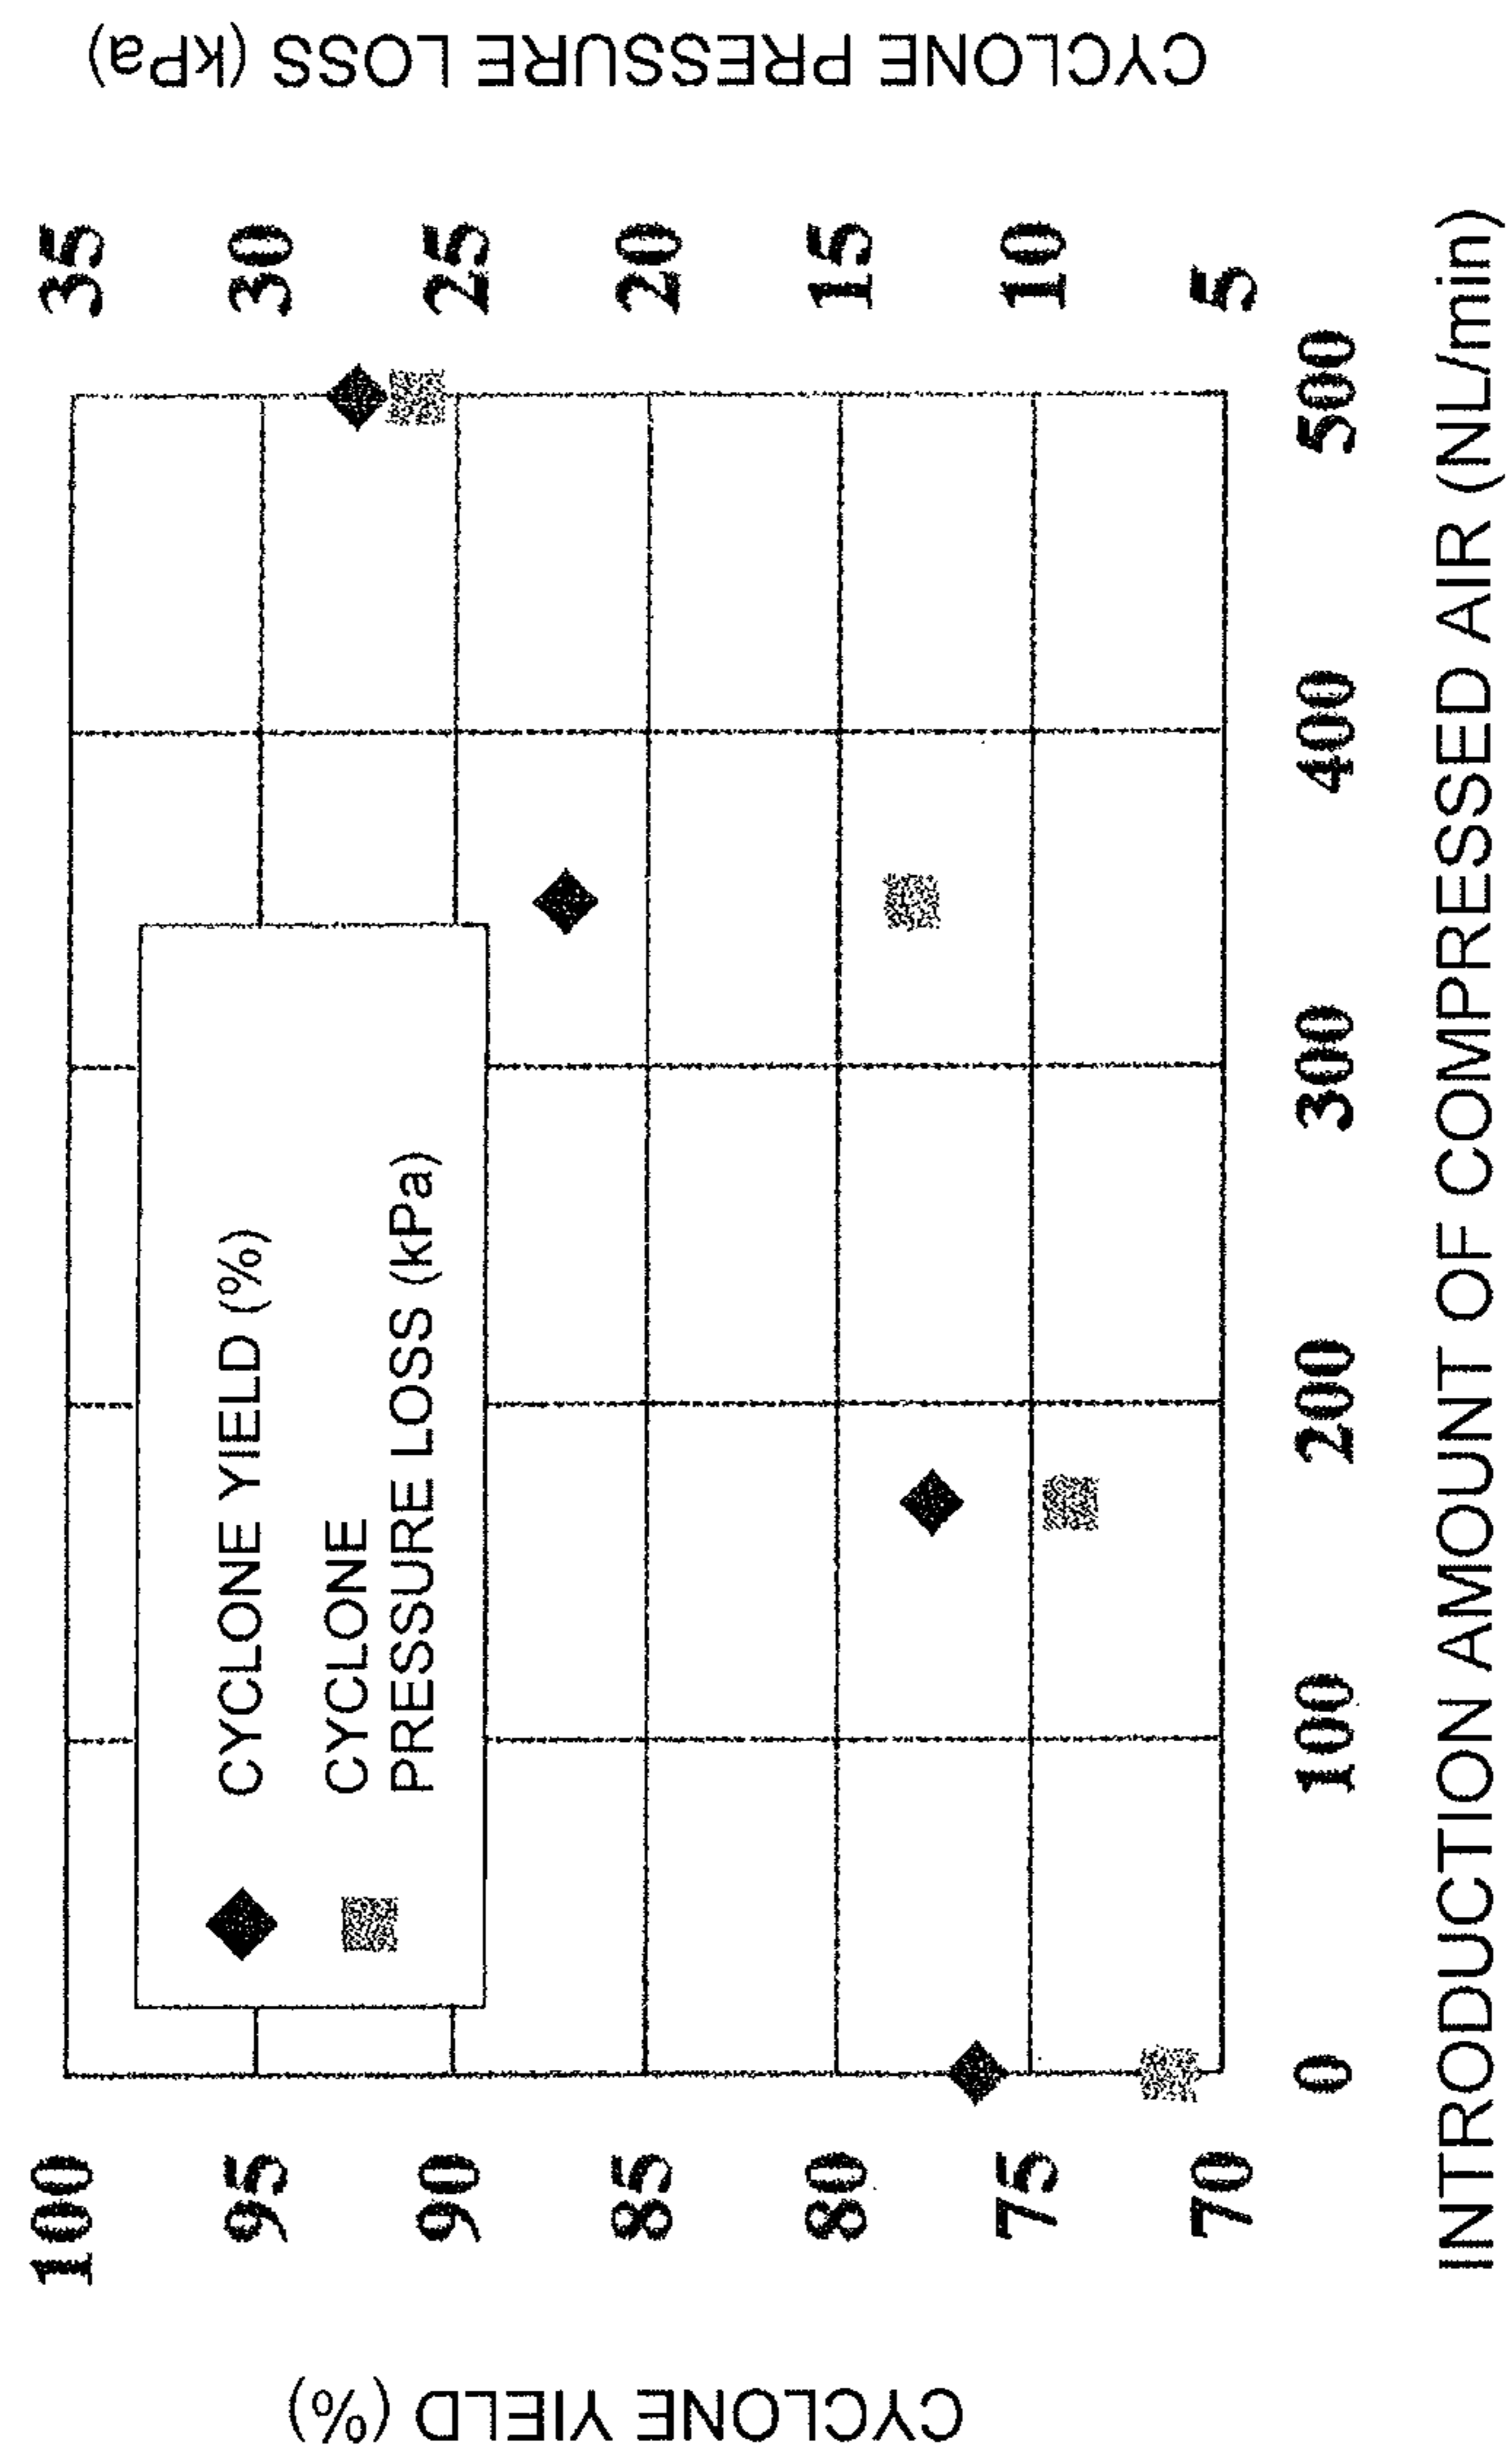 CYCLONE YIELD (%)
100
95
90
85
80
75
70
CYCLONE YIELD (%)
CYCLONE
PRESSURE LOSS (kPa)
35
30
25
20
15
10
5
CYCLONE PRESSURE LOSS (kPa)
0 100 200 300 400 500
INTRODUCTION AMOUNT OF COMPRESSED AIR (NL/min)